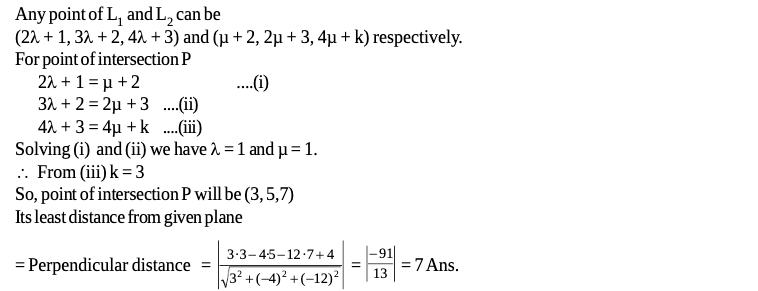 Any point of L₁ and L₂ can be
(2λ + 1, 3λ + 2, 4λ + 3) and (μ + 2, 2μ + 3, 4μ + k) respectively.
For point of intersection P
2λ + 1 = μ + 2 ....(i)
3λ + 2 = 2μ + 3 ....(ii)
4λ + 3 = 4μ + k ....(iii)
Solving (i) and (ii) we have λ = 1 and μ = 1.
∴ From (iii) k = 3
So, point of intersection P will be (3, 5,7)
Its least distance from given plane
= Perpendicular distance = |(3·3 – 4·5 – 12·7 + 4)/√(3² + (–4)² + (–12)²)| = |–91/13| = 7 Ans.